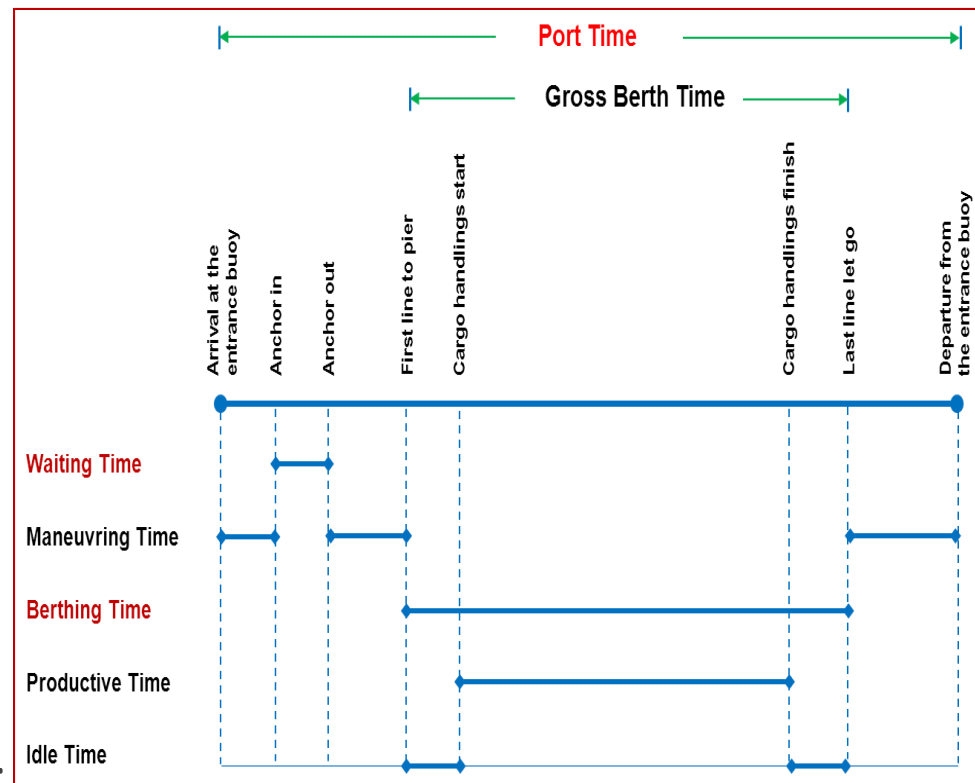 Port Time
Gross Berth Time
Arrival at the
entrance buoy
Anchor in
Anchor out
First line to pier
Cargo handlings start
Cargo handlings finish
Last line let go
Departure from
the entrance buoy
Waiting Time
Maneuvring Time
Berthing Time
Productive Time
Idle Time